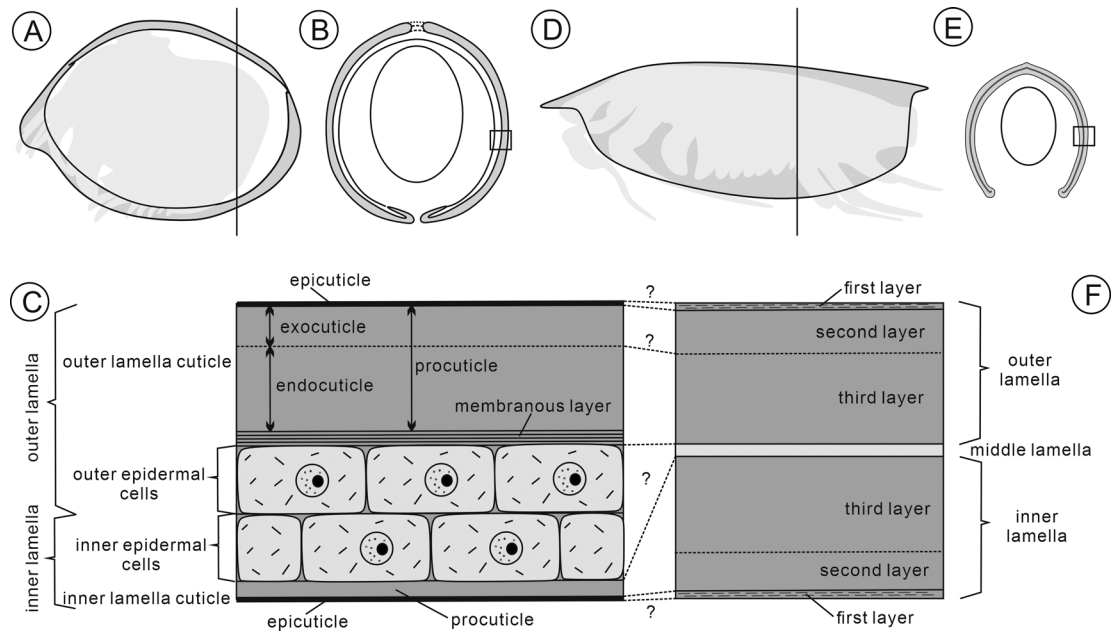 A
B
D
E
C
epicuticle
exocuticle
outer lamella cuticle
endocuticle
procuticle
membranous layer
outer lamella
outer epidermal
cells
inner lamella
inner epidermal
cells
inner lamella cuticle
epicuticle
procuticle
?
?
?
?
F
first layer
second layer
outer
lamella
third layer
middle lamella
third layer
inner
lamella
second layer
first layer